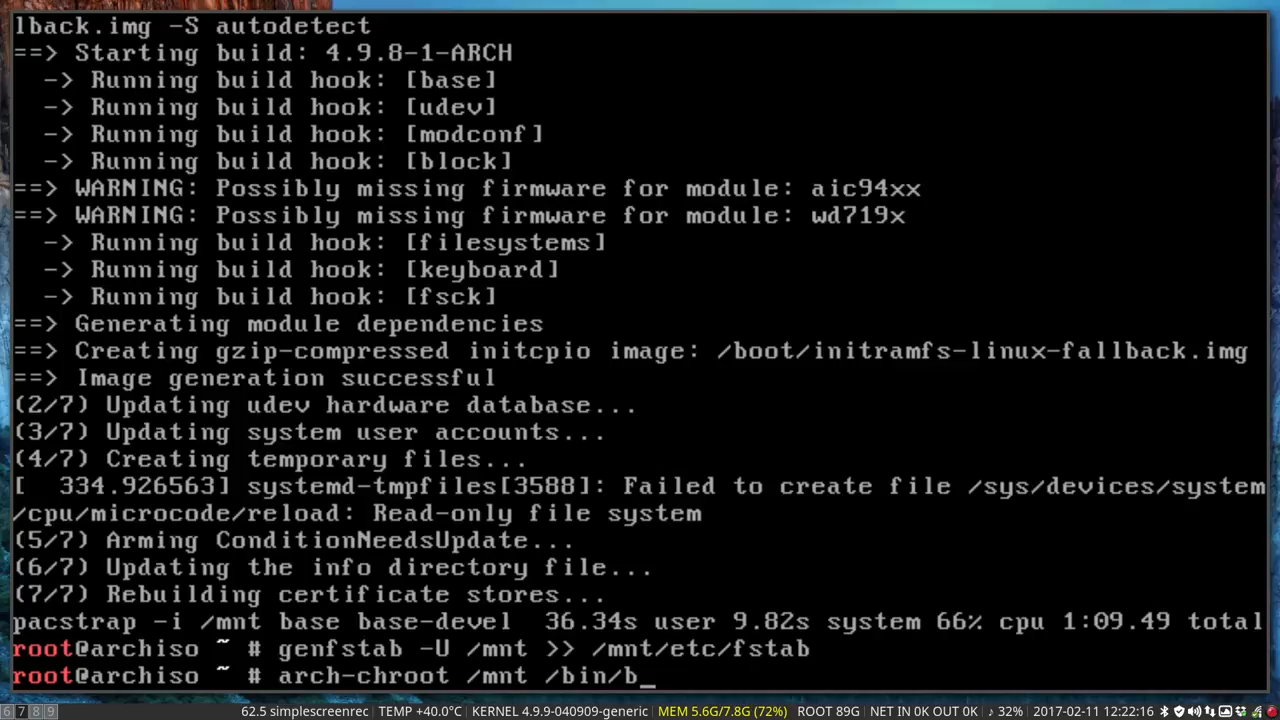 lback.img -S autodetect
==> Starting build: 4.9.8-1-ARCH
-> Running build hook: [base]
-> Running build hook: [udev]
-> Running build hook: [modconf]
-> Running build hook: [block]
==> WARNING: Possibly missing firmware for module: aic94xx
==> WARNING: Possibly missing firmware for module: wd719x
-> Running build hook: [filesystems]
-> Running build hook: [keyboard]
-> Running build hook: [fsck]
==> Generating module dependencies
==> Creating gzip-compressed initcpio image: /boot/initramfs-linux-fallback.img
==> Image generation successful
(2/7) Updating udev hardware database...
(3/7) Updating system user accounts...
(4/7) Creating temporary files...
[  334.926563] systemd-tmpfiles[3588]: Failed to create file /sys/devices/system
/cpu/microcode/reload: Read-only file system
(5/7) Arming ConditionNeedsUpdate...
(6/7) Updating the info directory file...
(7/7) Rebuilding certificate stores...
pacstrap -i /mnt base base-devel  36.34s user 9.82s system 66% cpu 1:09.49 total
root@archiso ~ # genfstab -U /mnt >> /mnt/etc/fstab
root@archiso ~ # arch-chroot /mnt /bin/b_
6 7 8 9 62.5 simplescreenrec | TEMP +40.0°C | KERNEL 4.9.9-040909-generic | MEM 5.6G/7.8G (72%) | ROOT 89G | NET IN 0K OUT 0K | ♪ 32% | 2017-02-11 12:22:16